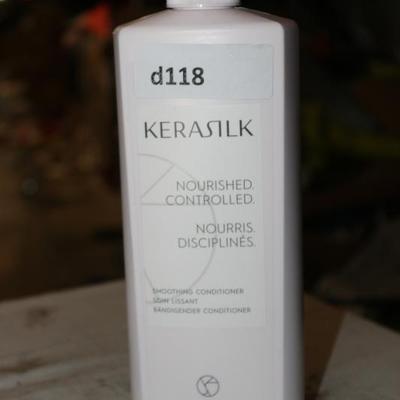 d118
KERASILK
NOURISHED.
CONTROLLED.
NOURRIS.
DISCIPLINÉS.
SMOOTHING CONDITIONER
SOIN LISSANT
BÄNDIGENDER CONDITIONER